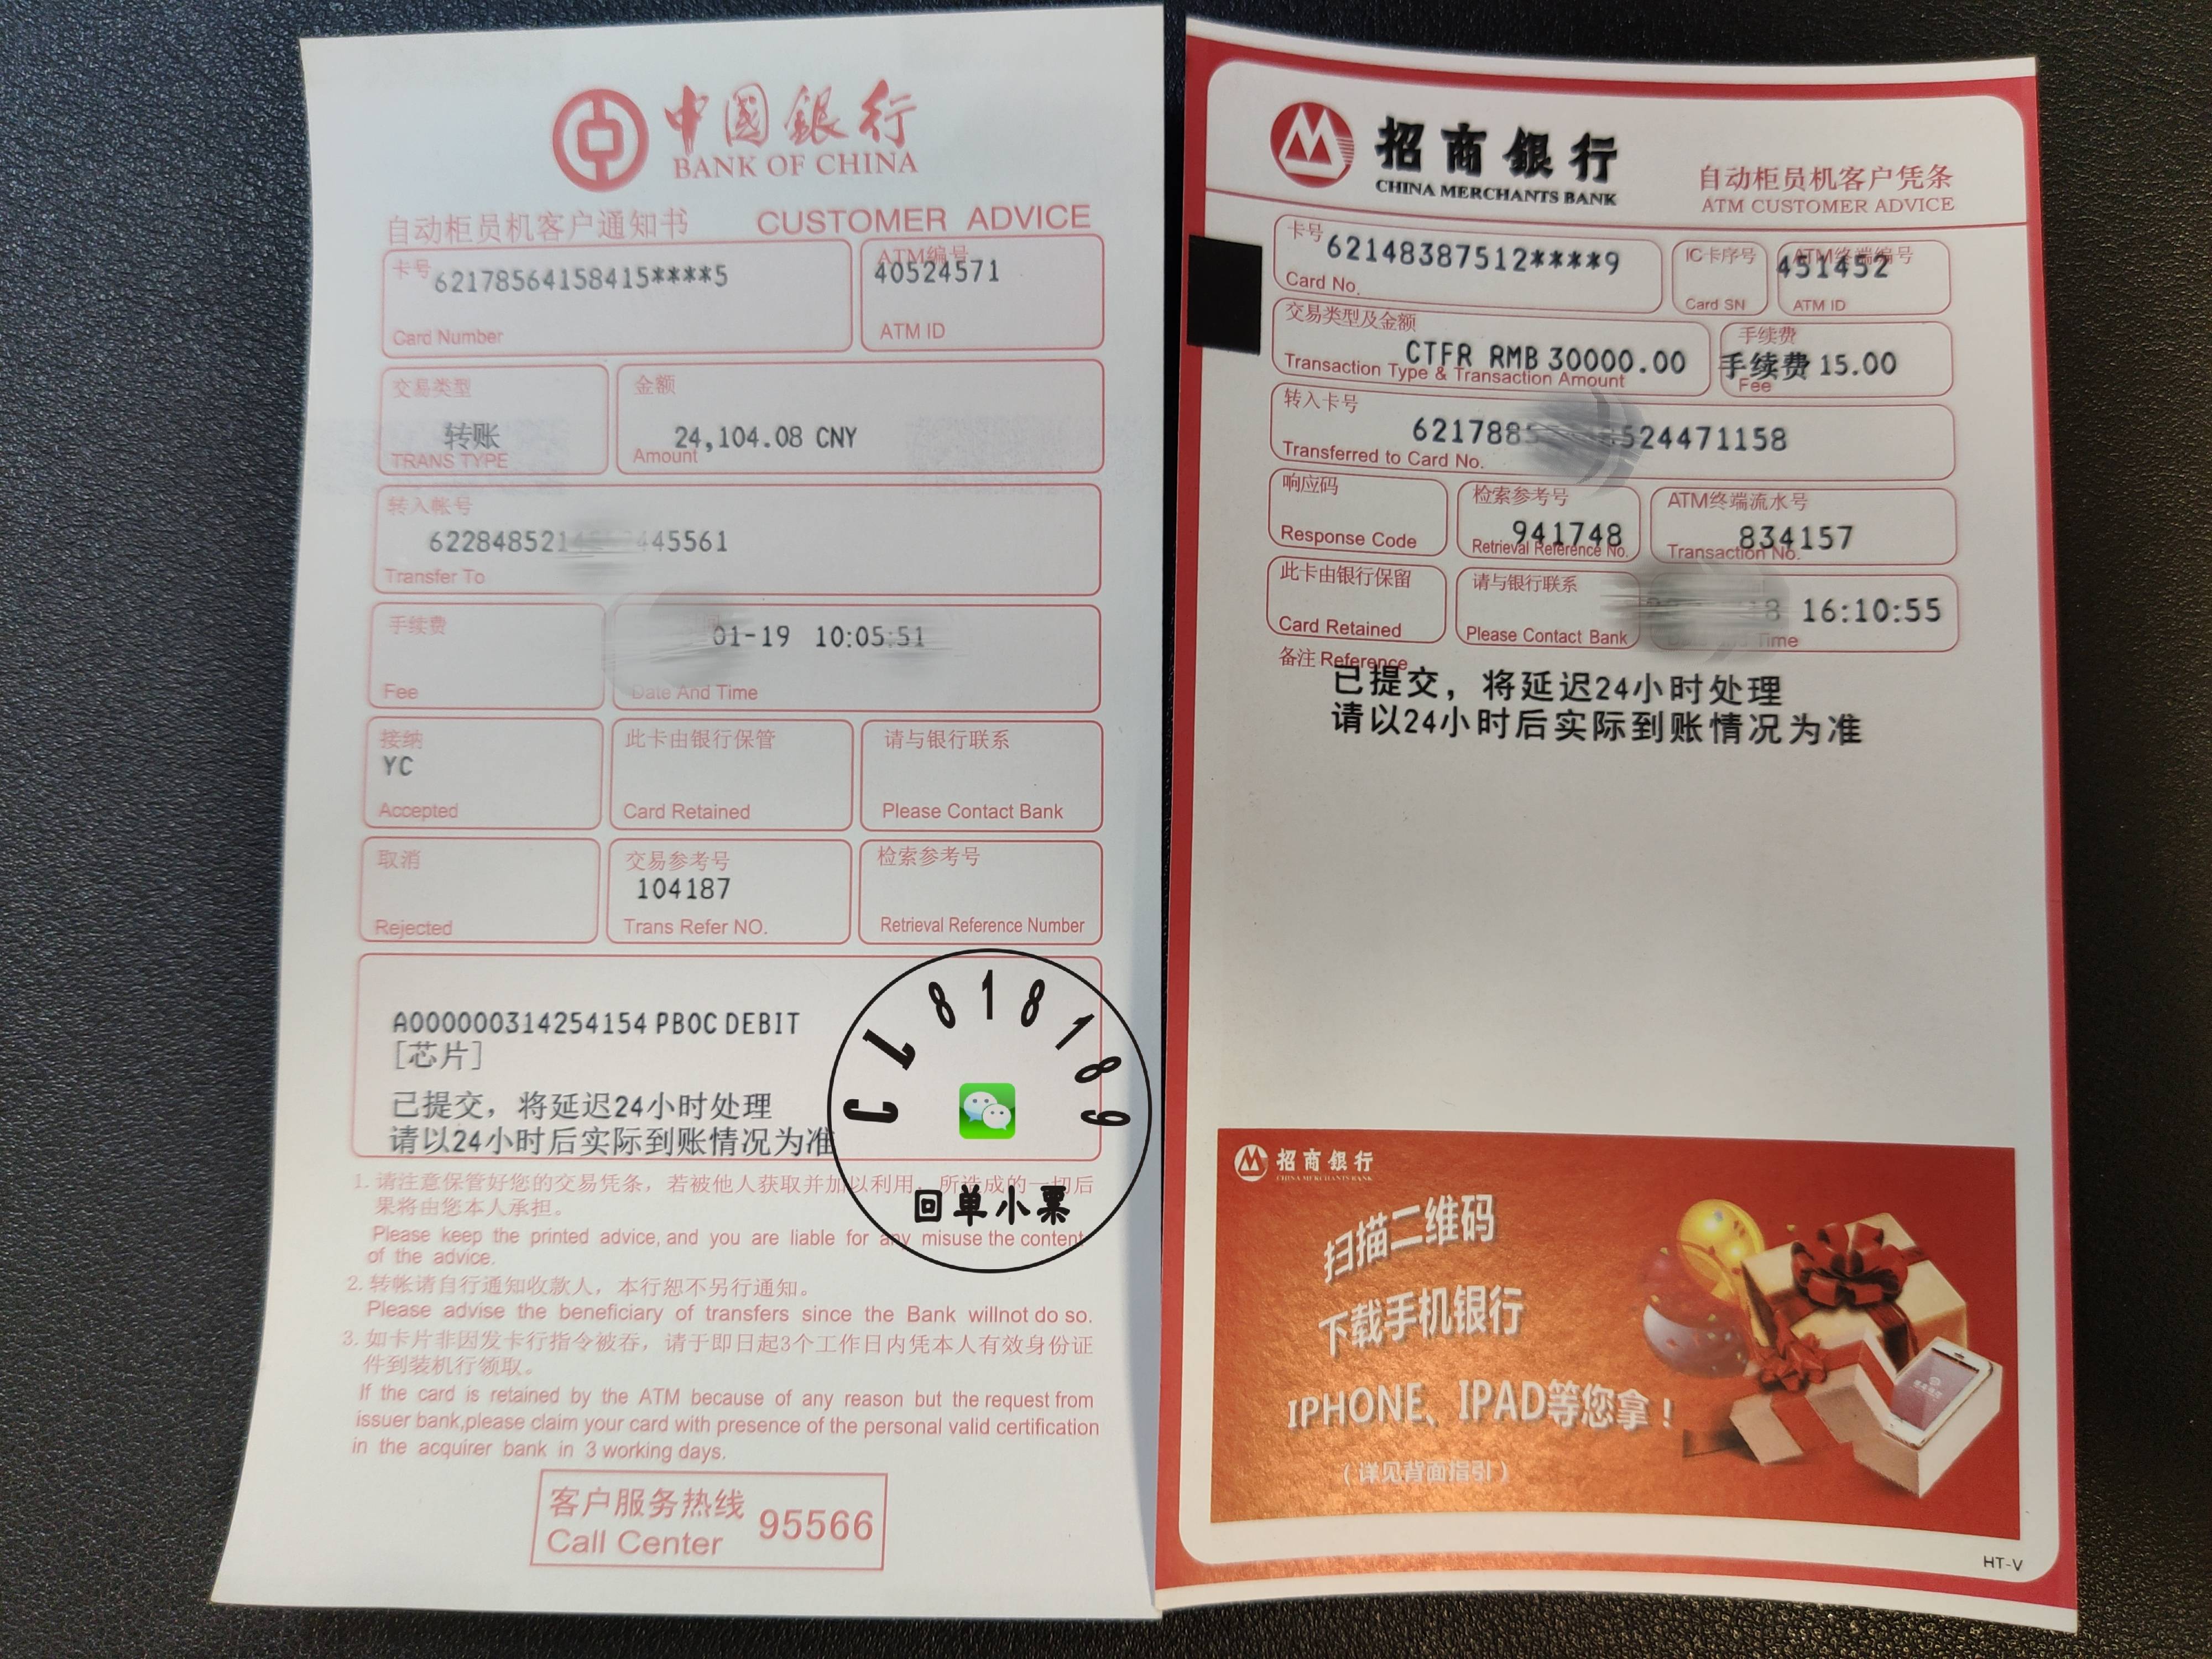 中國銀行
BANK OF CHINA
自动柜员机客户通知书 CUSTOMER ADVICE
卡号 62178564158415****5
Card Number
ATM编号
40524571
ATM ID
交易类型
转账
TRANS TYPE
金额
24,104.08 CNY
Amount
转入帐号
622848521 445561
Transfer To
手续费
Fee
01-19 10:05:51
Date And Time
接纳
YC
Accepted
此卡由银行保管
Card Retained
请与银行联系
Please Contact Bank
取消
Rejected
交易参考号
104187
Trans Refer NO.
检索参考号
Retrieval Reference Number
A000000314254154 PBOC DEBIT
[芯片]
已提交，将延迟24小时处理
请以24小时后实际到账情况为准
CL818189
回单小票
1. 请注意保管好您的交易凭条，若被他人获取并加以利用，所造成的一切后
果将由您本人承担。
Please keep the printed advice, and you are liable for any misuse the content
of the advice.
2. 转帐请自行通知收款人，本行恕不另行通知。
Please advise the beneficiary of transfers since the Bank willnot do so.
3. 如卡片非因发卡行指令被吞，请于即日起3个工作日内凭本人有效身份证
件到装机行领取。
If the card is retained by the ATM because of any reason but the request from
issuer bank,please claim your card with presence of the personal valid certification
in the acquirer bank in 3 working days.
客户服务热线
Call Center 95566
招商銀行
CHINA MERCHANTS BANK
自动柜员机客户凭条
ATM CUSTOMER ADVICE
卡号 62148387512****9
Card No.
IC卡序号
Card SN
ATM终端编号
451452
ATM ID
交易类型及金额
CTFR RMB 30000.00
Transaction Type & Transaction Amount
手续费
手续费 15.00
Fee
转入卡号
621788 524471158
Transferred to Card No.
响应码
Response Code
检索参考号
941748
Retrieval Reference No.
ATM终端流水号
834157
Transaction No.
此卡由银行保留
Card Retained
请与银行联系
Please Contact Bank
8 16:10:55
Time
备注 Reference
已提交，将延迟24小时处理
请以24小时后实际到账情况为准
招商銀行
CHINA MERCHANTS BANK
扫描二维码
下载手机银行
IPHONE、IPAD等您拿！
（详见背面指引）
HT-V